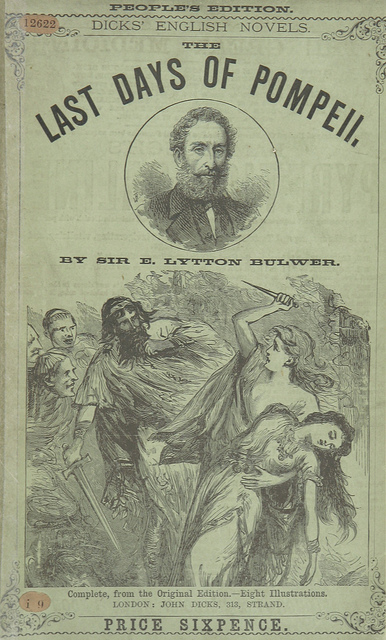 PEOPLE'S EDITION.
12622
DICKS' ENGLISH NOVELS.
THE
LAST DAYS OF POMPEII.
BY SIR E. LYTTON BULWER.
Complete, from the Original Edition.—Eight Illustrations.
LONDON: JOHN DICKS, 313, STRAND.
i 9
PRICE SIXPENCE.